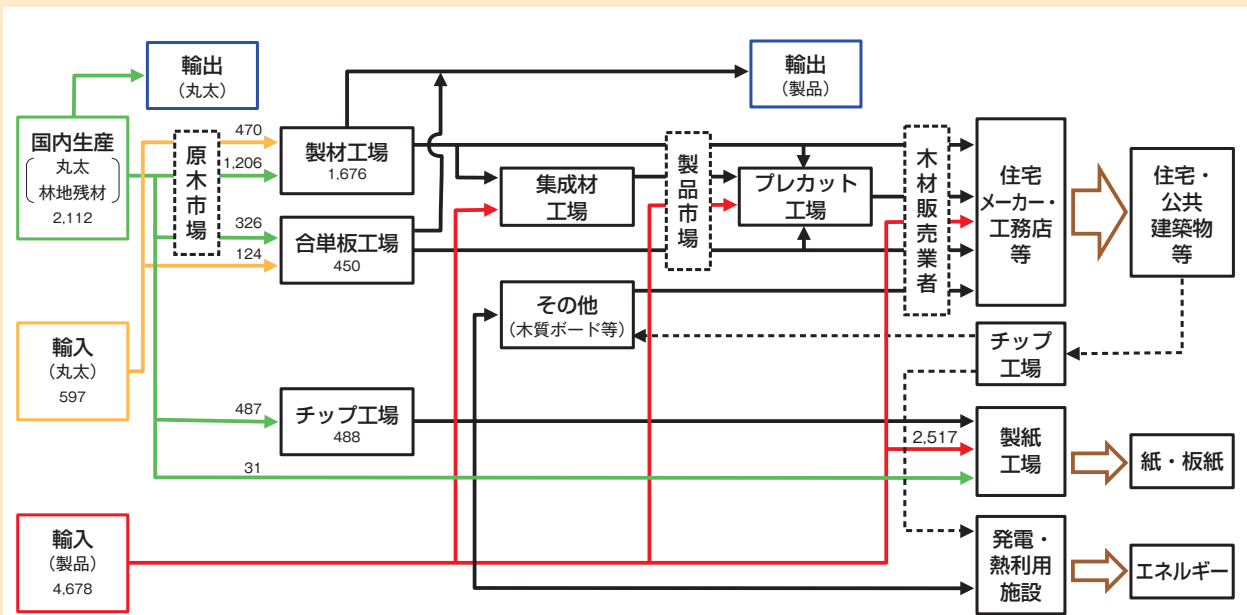 輸出
（丸太）
輸出
（製品）
国内生産
丸太
林地残材
2,112
原木市場
470
1,206
326
124
製材工場
1,676
合単板工場
450
集成材
工場
製品市場
プレカット
工場
木材販売業者
住宅
メーカー・
工務店
等
住宅・
公共
建築物
等
その他
（木質ボード等）
チップ
工場
輸入
（丸太）
597
487
チップ工場
488
31
2,517
製紙
工場
紙・板紙
輸入
（製品）
4,678
発電・
熱利用
施設
エネルギー